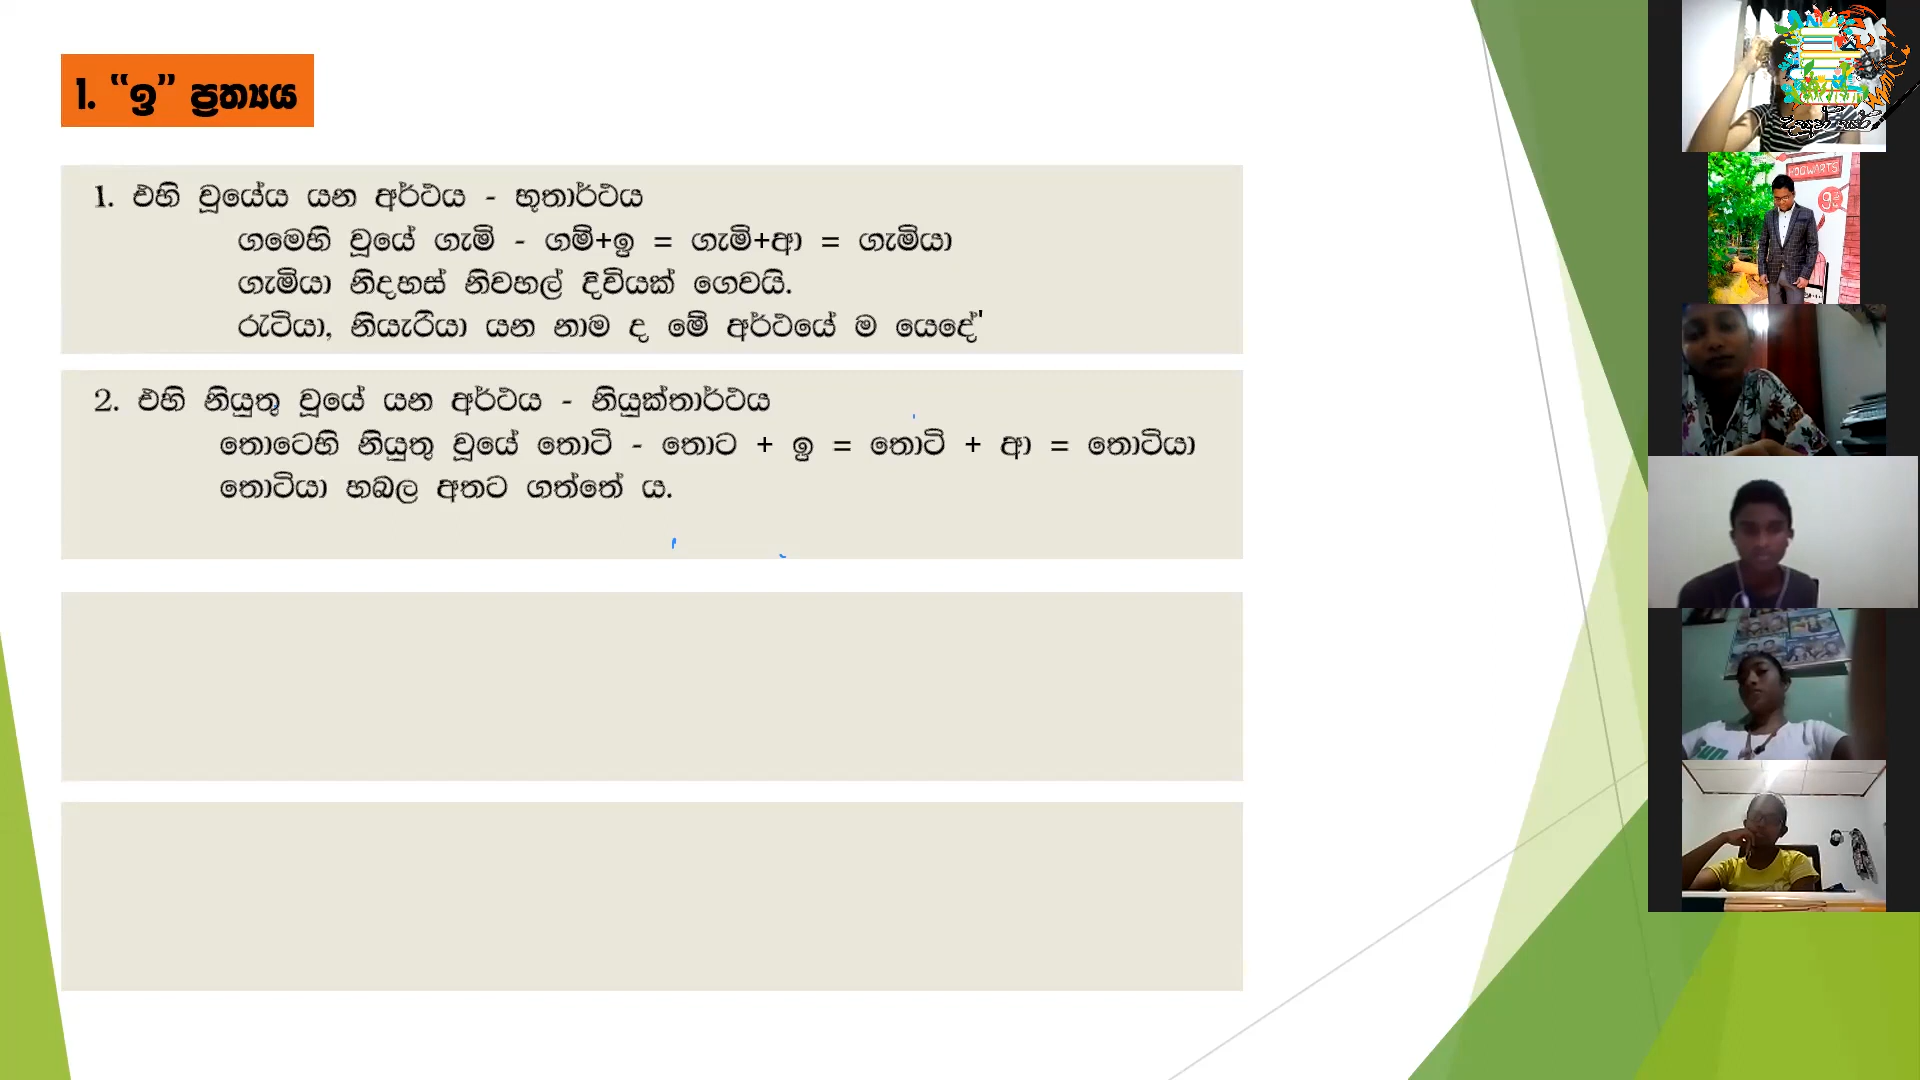 1. “ඉ” ප්‍රත්‍යය
1. එහි වූයේය යන අර්ථය - භූතාර්ථය
ගමෙහි වූයේ ගැමි - ගම්+ඉ = ගැමි+ආ = ගැමියා
ගැමියා නිදහස් නිවහල් දිවියක් ගෙවයි.
රැටියා, නියැරියා යන නාම ද මේ අර්ථයේ ම යෙදේ'
2. එහි නියුතු වූයේ යන අර්ථය - නියුක්තාර්ථය
තොටෙහි නියුතු වූයේ තොටි - තොට + ඉ = තොටි + ආ = තොටියා
තොටියා හබල අතට ගත්තේ ය.
HOGWARTS